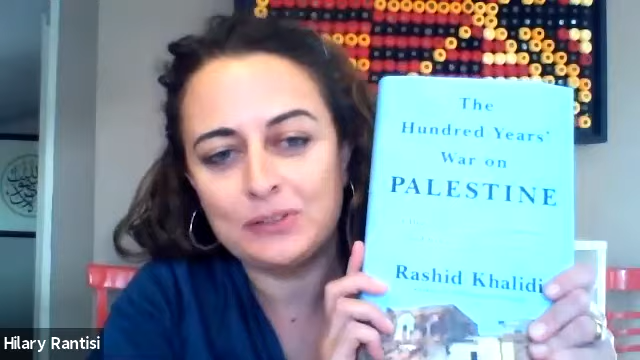 The
Hundred Years'
War on
PALESTINE
Rashid Khalidi
Hilary Rantisi